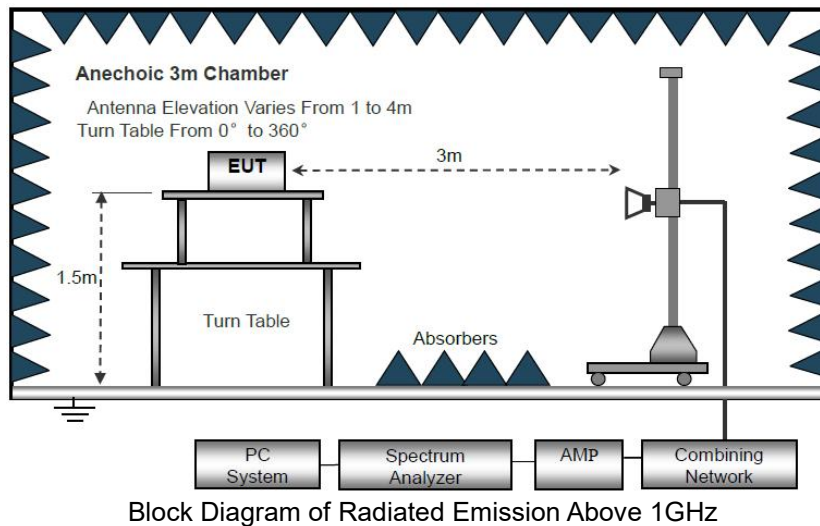 Anechoic 3m Chamber
Antenna Elevation Varies From 1 to 4m
Turn Table From 0° to 360°
EUT
3m
1.5m
Turn Table
Absorbers
PC
System
Spectrum
Analyzer
AMP
Combining
Network
Block Diagram of Radiated Emission Above 1GHz